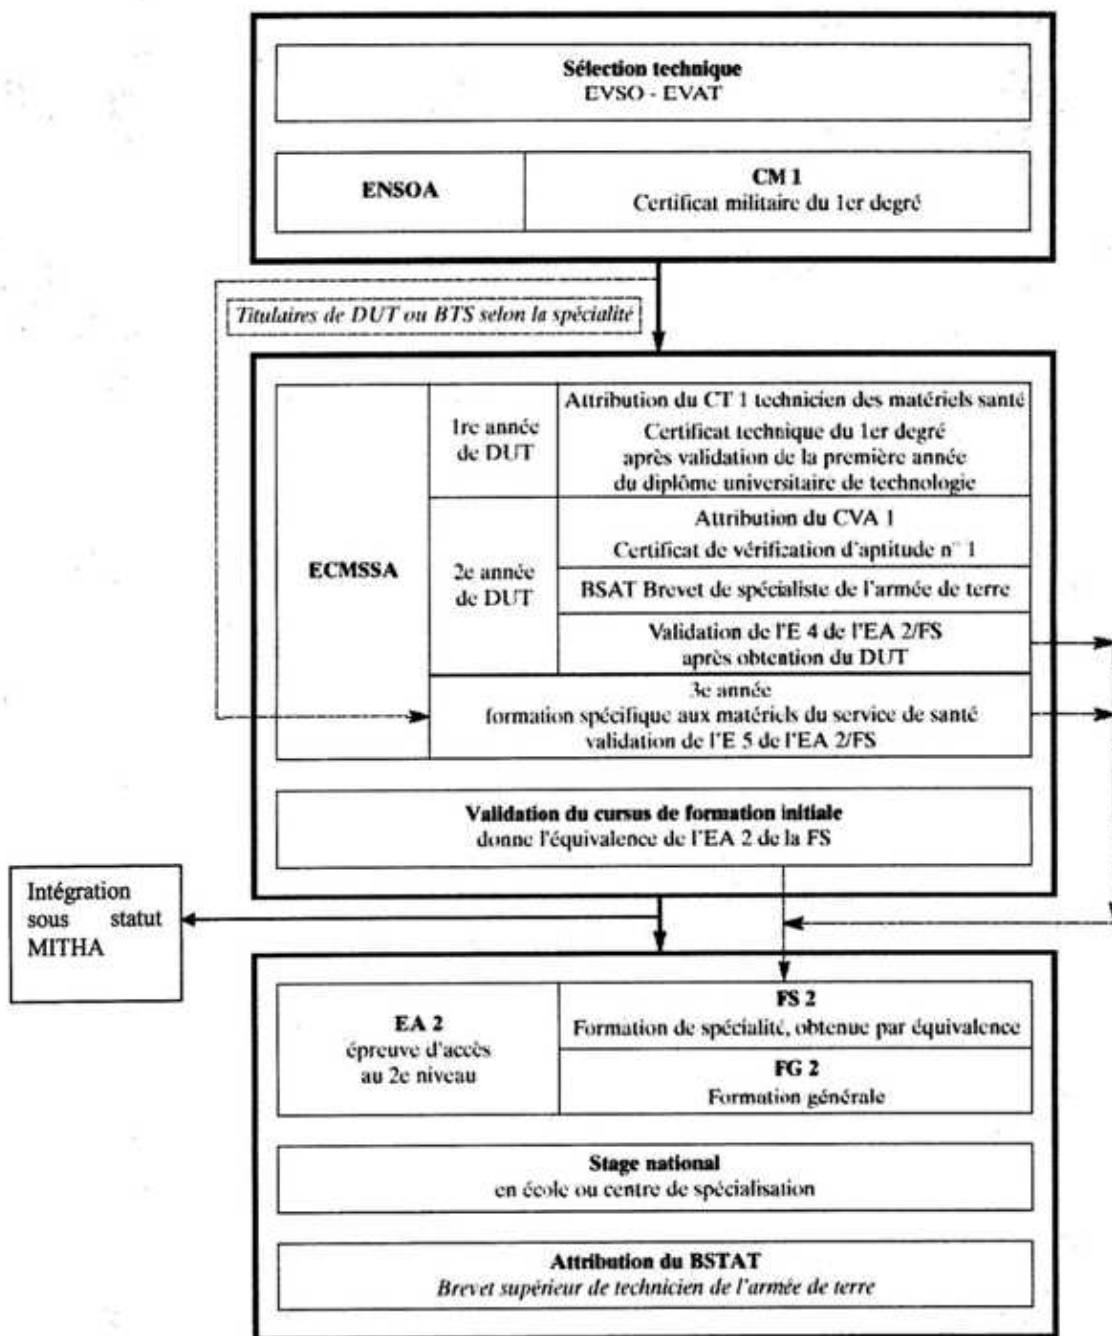 Sélection technique
EVSO - EVAT
ENSOA
CM 1
Certificat militaire du 1er degré
Titulaires de DUT ou BTS selon la spécialité
ECMSSA
1re année
de DUT
Attribution du CT 1 technicien des matériels santé
Certificat technique du 1er degré
après validation de la première année
du diplôme universitaire de technologie
2e année
de DUT
Attribution du CVA 1
Certificat de vérification d'aptitude n° 1
BSAT Brevet de spécialiste de l'armée de terre
Validation de l'E 4 de l'EA 2/FS
après obtention du DUT
3e année
formation spécifique aux matériels du service de santé
validation de l'E 5 de l'EA 2/FS
Validation du cursus de formation initiale
donne l'équivalence de l'EA 2 de la FS
Intégration
sous statut
MITHA
EA 2
épreuve d'accès
au 2e niveau
FS 2
Formation de spécialité, obtenue par équivalence
FG 2
Formation générale
Stage national
en école ou centre de spécialisation
Attribution du BSTAT
Brevet supérieur de technicien de l'armée de terre